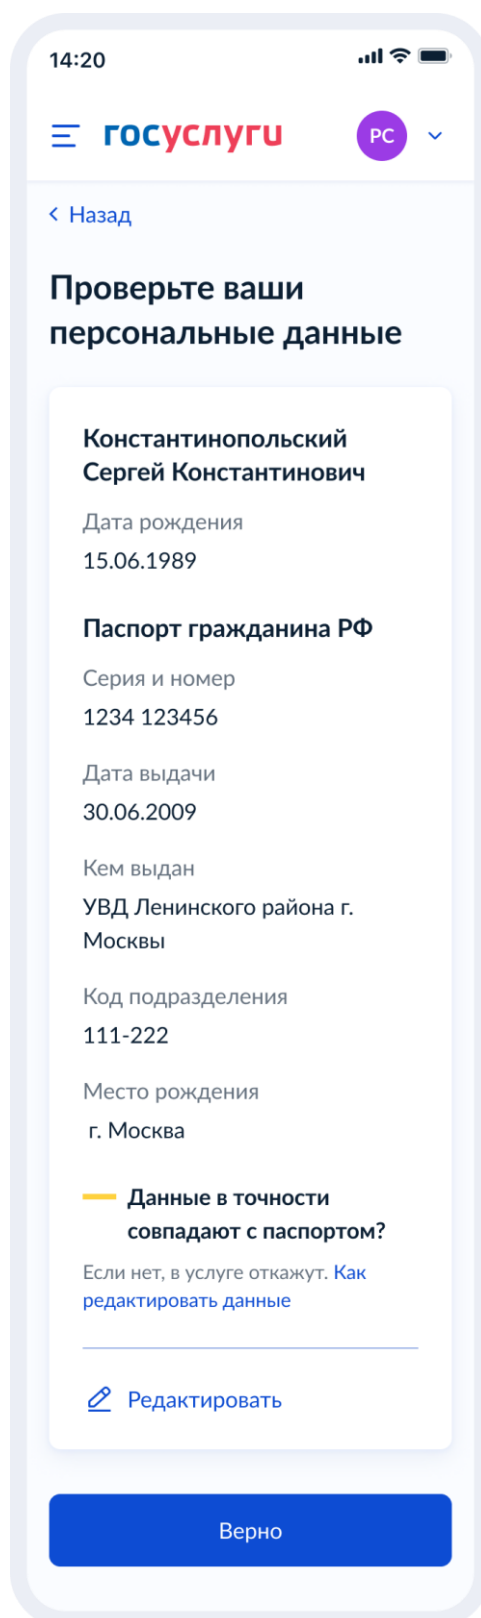 14:20
госуслуги
РС
Назад
Проверьте ваши
персональные данные
Константинопольский
Сергей Константинович
Дата рождения
15.06.1989
Паспорт гражданина РФ
Серия и номер
1234 123456
Дата выдачи
30.06.2009
Кем выдан
УВД Ленинского района г.
Москвы
Код подразделения
111-222
Место рождения
г. Москва
Данные в точности
совпадают с паспортом?
Если нет, в услуге откажут. Как
редактировать данные
Редактировать
Верно